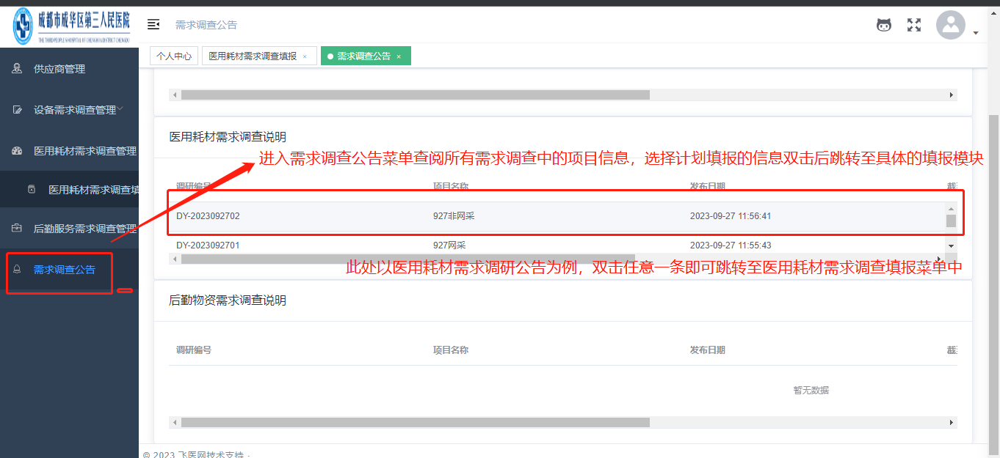 成都市成华区第三人民医院
THE THIRD PEOPLE'S HOSPITAL OF CHENGHUA DISTRICT CHENGDU
需求调查公告
个人中心
医用耗材需求调查填报 ×
需求调查公告 ×
供应商管理
设备需求调查管理
医用耗材需求调查管理
医用耗材需求调查填
后勤服务需求调查管理
需求调查公告
医用耗材需求调查说明
进入需求调查公告菜单查阅所有需求调查中的项目信息，选择计划填报的信息双击后跳转至具体的填报模块
调研编号 项目名称 发布日期 截
DY-2023092702 927非网采 2023-09-27 11:56:41
DY-2023092701 927网采 2023-09-27 11:55:43
此处以医用耗材需求调研公告为例，双击任意一条即可跳转至医用耗材需求调查填报菜单中
后勤物资需求调查说明
调研编号 项目名称 发布日期 截
暂无数据
© 2023 飞医网技术支持 ·